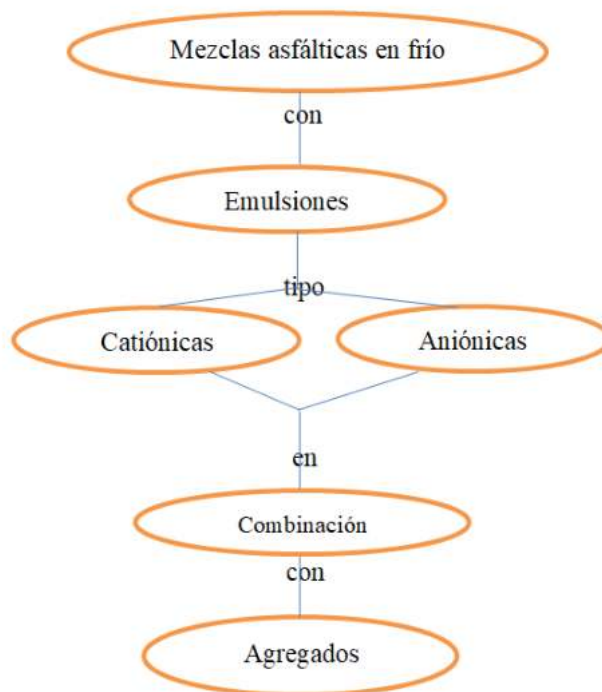 Mezclas asfálticas en frío
con
Emulsiones
tipo
Catiónicas
Aniónicas
en
Combinación
con
Agregados